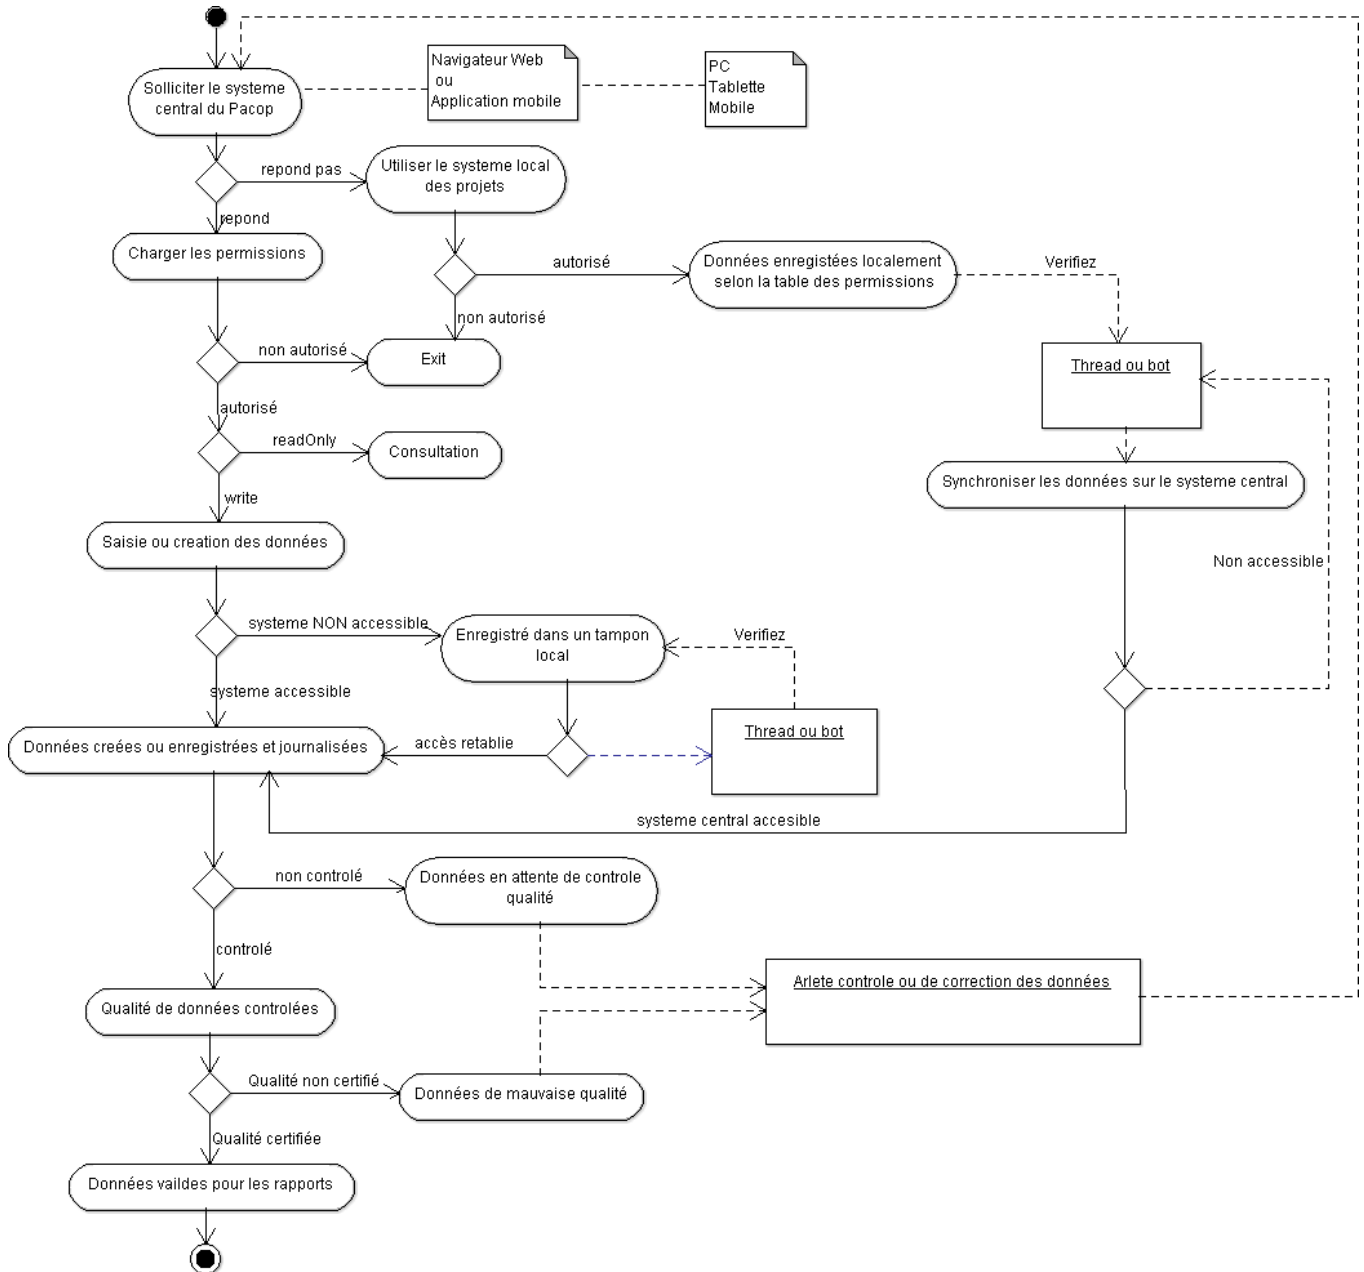 Navigateur Web
ou
Application mobile
PC
Tablette
Mobile
Solliciter le systeme
central du Pacop
repond pas
Utiliser le systeme local
des projets
repond
Charger les permissions
autorisé
Données enregistées localement
selon la table des permissions
Verifiez
non autorisé
non autorisé
Exit
Thread ou bot
autorisé
readOnly
Consultation
Synchroniser les données sur le systeme central
write
Saisie ou creation des données
Non accessible
systeme NON accessible
Enregistré dans un tampon
local
Verifiez
systeme accessible
Données creées ou enregistrées et journalisées
accès retablie
Thread ou bot
systeme central accesible
non controlé
Données en attente de controle
qualité
controlé
Arlete controle ou de correction des données
Qualité de données controlées
Qualité non certifié
Données de mauvaise qualité
Qualité certifiée
Données vaildes pour les rapports